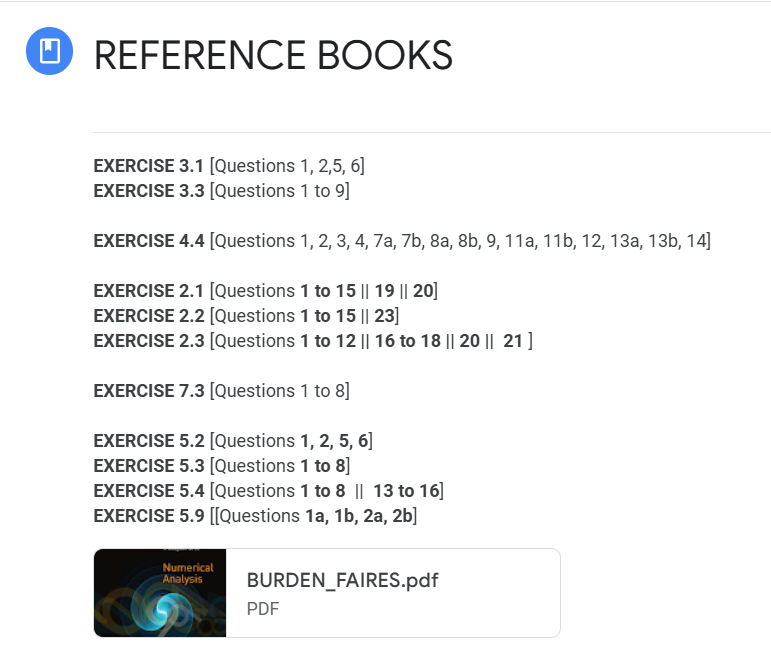 REFERENCE BOOKS
EXERCISE 3.1 [Questions 1, 2,5, 6]
EXERCISE 3.3 [Questions 1 to 9]
EXERCISE 4.4 [Questions 1, 2, 3, 4, 7a, 7b, 8a, 8b, 9, 11a, 11b, 12, 13a, 13b, 14]
EXERCISE 2.1 [Questions 1 to 15 || 19 || 20]
EXERCISE 2.2 [Questions 1 to 15 || 23]
EXERCISE 2.3 [Questions 1 to 12 || 16 to 18 || 20 ||  21 ]
EXERCISE 7.3 [Questions 1 to 8]
EXERCISE 5.2 [Questions 1, 2, 5, 6]
EXERCISE 5.3 [Questions 1 to 8]
EXERCISE 5.4 [Questions 1 to 8  ||  13 to 16]
EXERCISE 5.9 [[Questions 1a, 1b, 2a, 2b]
Numerical
Analysis
BURDEN_FAIRES.pdf
PDF